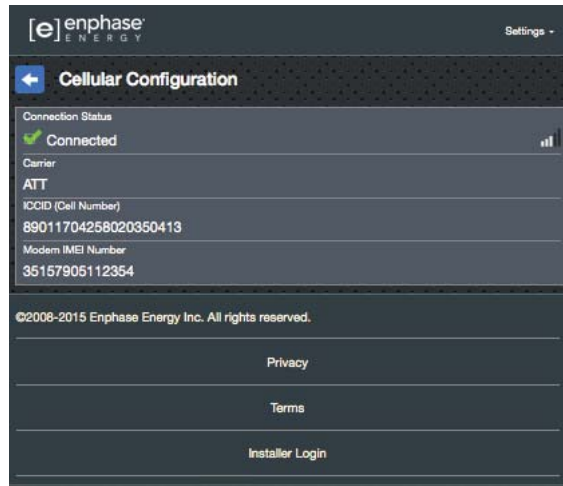 [e] enphase
ENERGY
Settings
Cellular Configuration
Connection Status
Connected
Carrier
ATT
ICCID (Cell Number)
89011704258020350413
Modem IMEI Number
35157905112354
©2008-2015 Enphase Energy Inc. All rights reserved.
Privacy
Terms
Installer Login